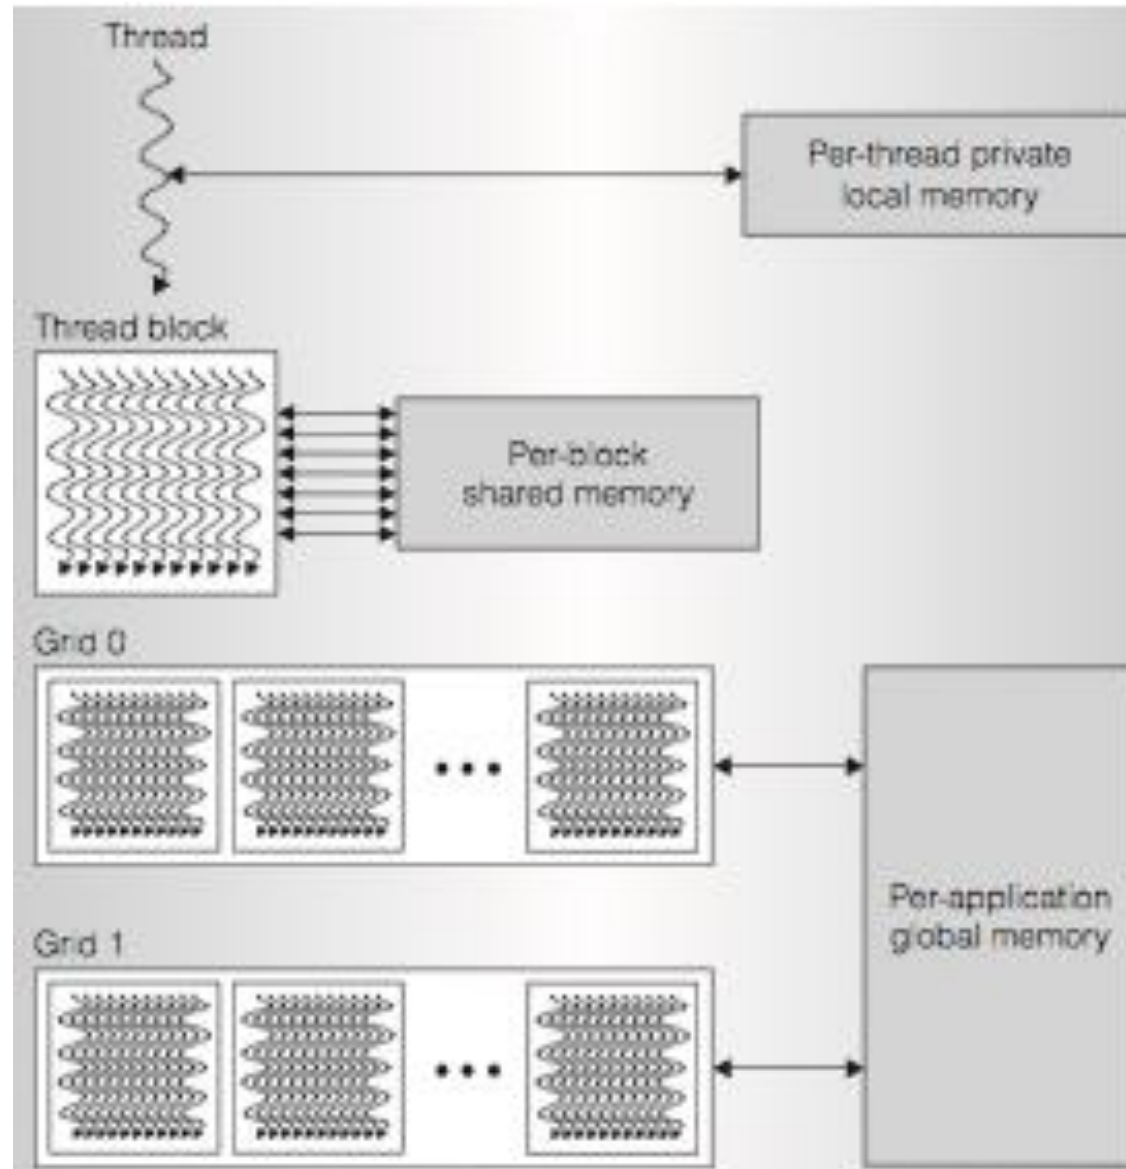 Thread
Per-thread private
local memory
Thread block
Per-block
shared memory
Grid 0
Grid 1
Per-application
global memory